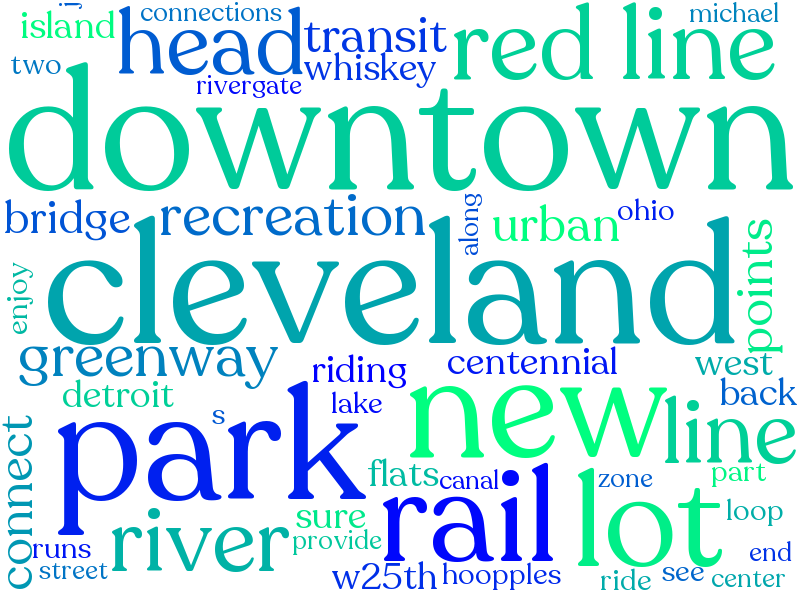 island
j
connections
michael
head
transit
red line
two
whiskey
rivergate
downtown
bridge
recreation
along
urban
ohio
enjoy
cleveland
points
greenway
riding
centennial
west
detroit
s
lake
new
back
connect
park
line
flats
canal
rail
lot
zone
part
river
sure
provide
loop
runs
street
w25th
hoopples
ride
see
end
center